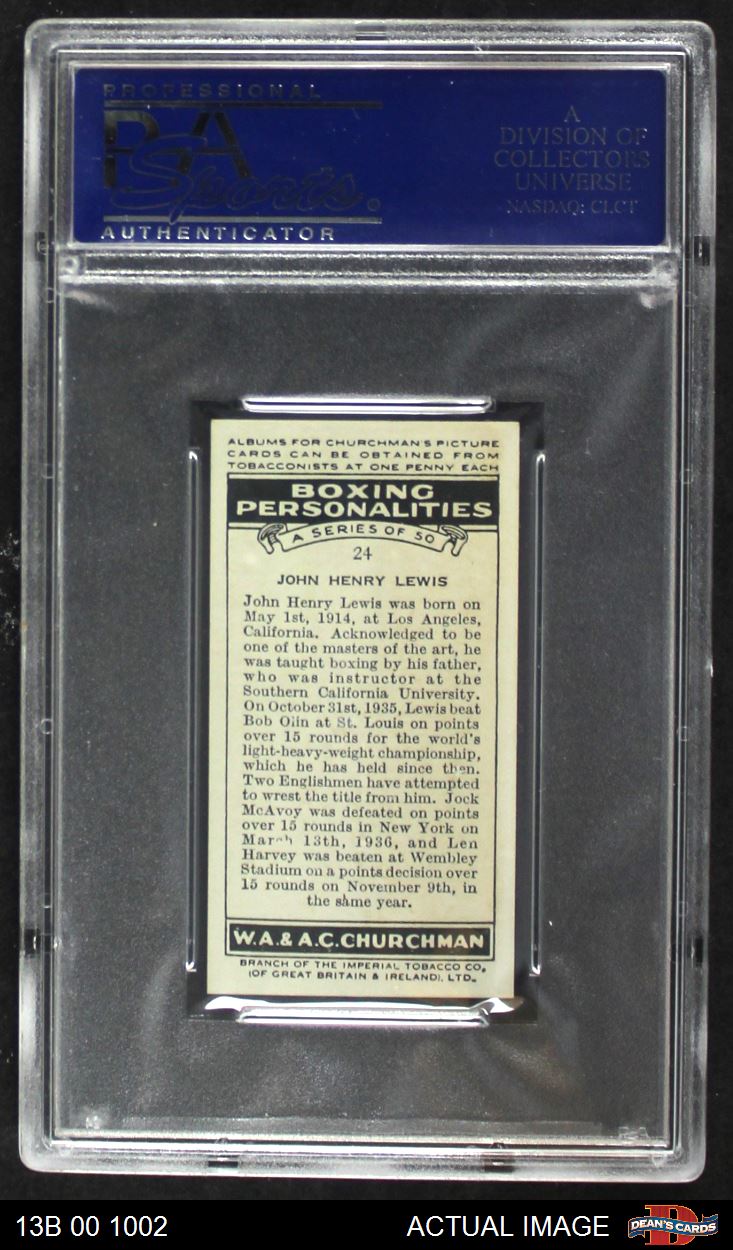 PROFESSIONAL
PSA
Sports
AUTHENTICATOR
A
DIVISION OF
COLLECTORS
UNIVERSE
NASDAQ: CLCT
ALBUMS FOR CHURCHMAN'S PICTURE
CARDS CAN BE OBTAINED FROM
TOBACCONISTS AT ONE PENNY EACH
BOXING
PERSONALITIES
A SERIES OF 50
24
JOHN HENRY LEWIS
John Henry Lewis was born on
May 1st, 1914, at Los Angeles,
California. Acknowledged to be
one of the masters of the art, he
was taught boxing by his father,
who was instructor at the
Southern California University.
On October 31st, 1935, Lewis beat
Bob Olin at St. Louis on points
over 15 rounds for the world's
light-heavy-weight championship,
which he has held since then.
Two Englishmen have attempted
to wrest the title from him. Jock
McAvoy was defeated on points
over 15 rounds in New York on
March 13th, 1936, and Len
Harvey was beaten at Wembley
Stadium on a points decision over
15 rounds on November 9th, in
the same year.
W.A. & A.C. CHURCHMAN
BRANCH OF THE IMPERIAL TOBACCO CO.
(OF GREAT BRITAIN & IRELAND), LTD.
PSA
13B 00 1002 ACTUAL IMAGE DEAN'S CARDS